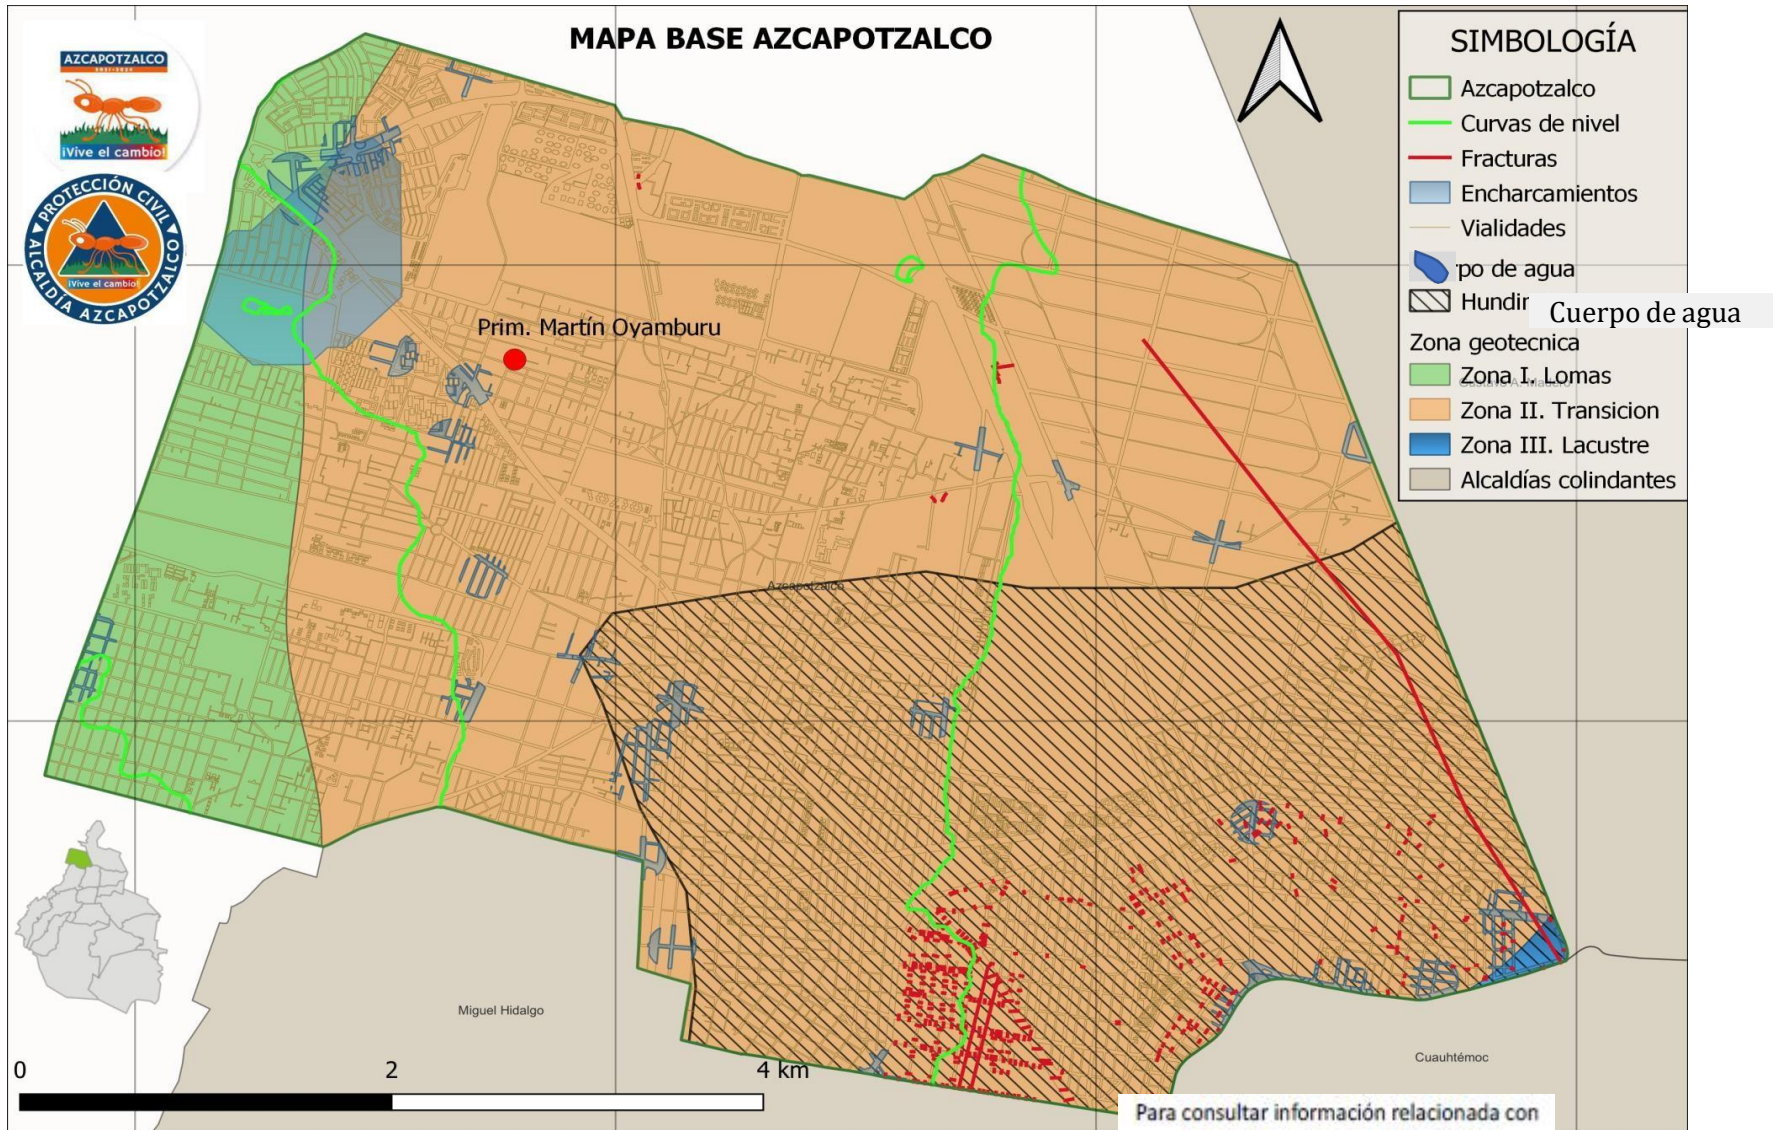 MAPA BASE AZCAPOTZALCO
AZCAPOTZALCO
¡Vive el cambio!
PROTECCIÓN CIVIL
¡Vive el cambio!
ALCALDÍA AZCAPOTZALCO
SIMBOLOGÍA
Azcapotzalco
Curvas de nivel
Fracturas
Encharcamientos
Vialidades
rpo de agua
Hundir
Cuerpo de agua
Zona geotecnica
Zona I. Lomas
Zona II. Transicion
Zona III. Lacustre
Alcaldías colindantes
Prim. Martín Oyamburu
Azcapotzalco
Miguel Hidalgo
Cuauhtémoc
0 2 4 km
Para consultar información relacionada con